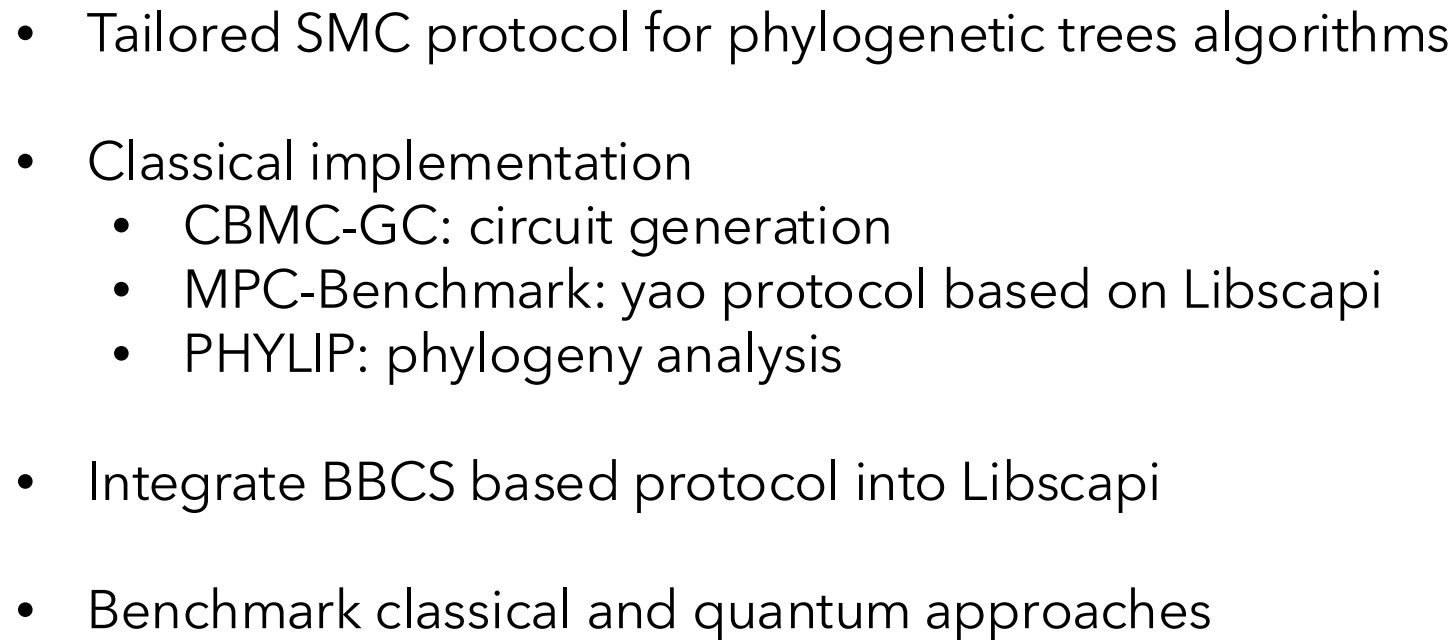 • Tailored SMC protocol for phylogenetic trees algorithms
• Classical implementation
• CBMC-GC: circuit generation
• MPC-Benchmark: yao protocol based on Libscapi
• PHYLIP: phylogeny analysis
• Integrate BBCS based protocol into Libscapi
• Benchmark classical and quantum approaches